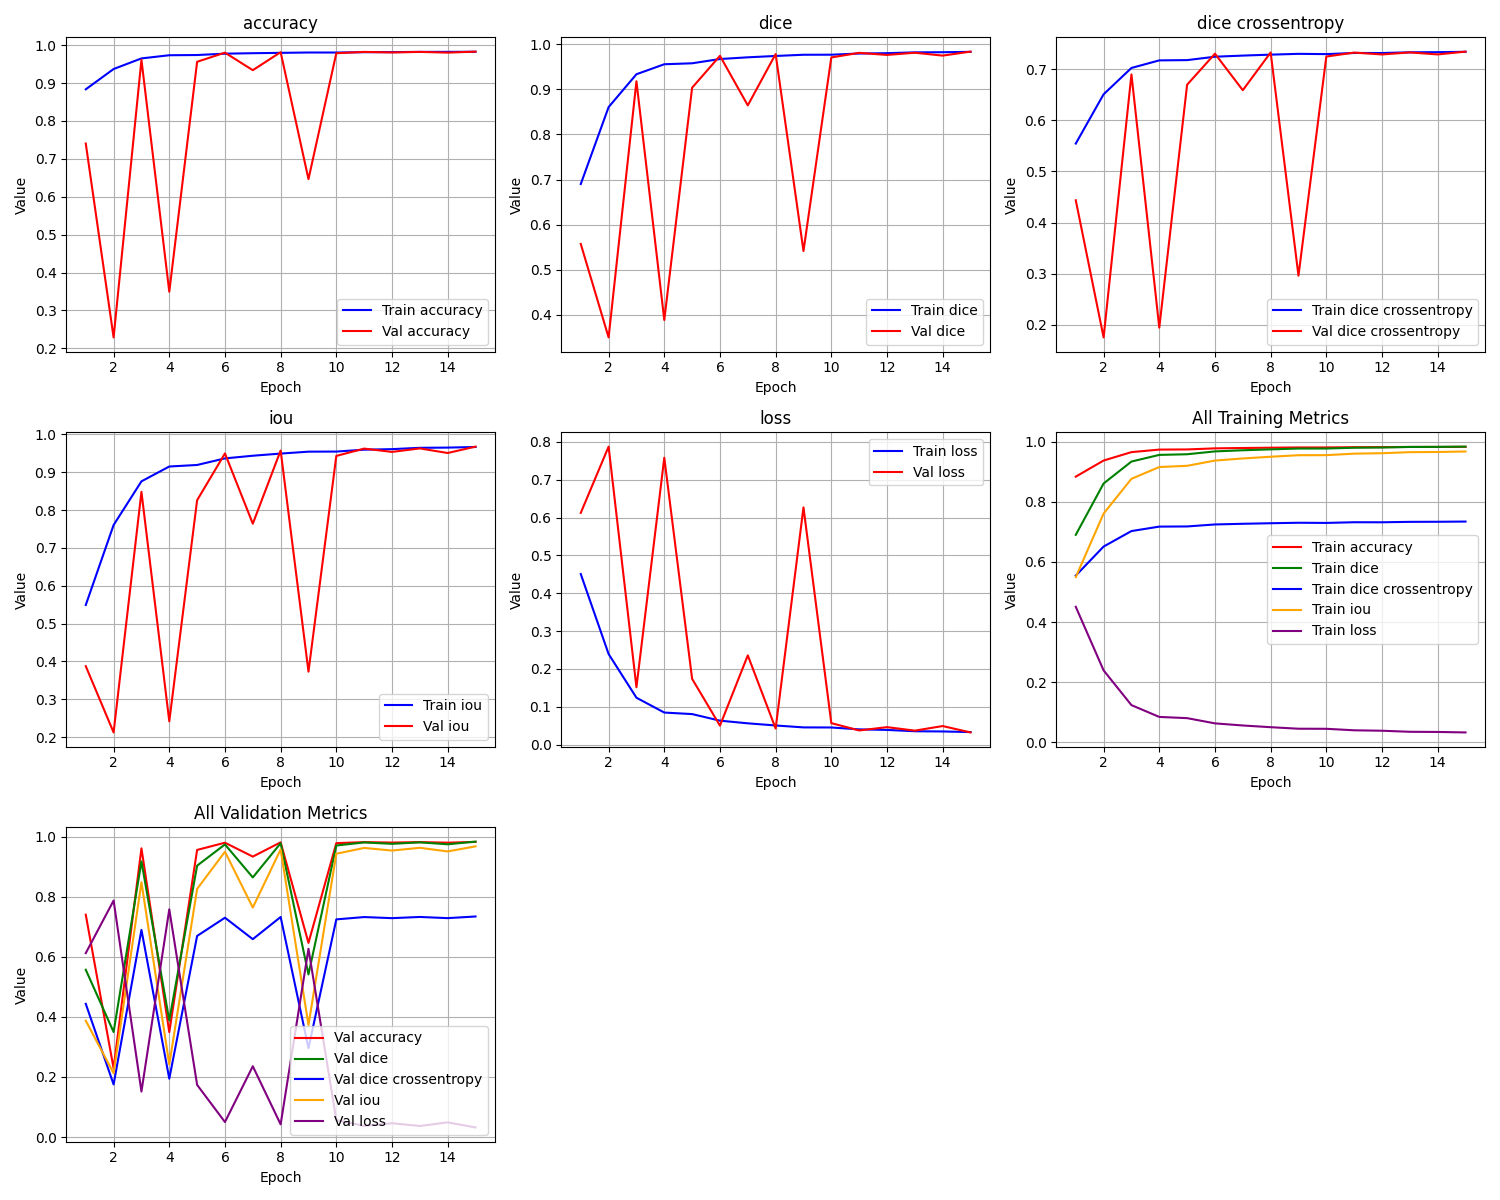 accuracy
Value
1.0
0.9
0.8
0.7
0.6
0.5
0.4
0.3
0.2
2 4 6 8 10 12 14
Epoch
Train accuracy
Val accuracy
dice
Value
1.0
0.9
0.8
0.7
0.6
0.5
0.4
2 4 6 8 10 12 14
Epoch
Train dice
Val dice
dice crossentropy
Value
0.7
0.6
0.5
0.4
0.3
0.2
2 4 6 8 10 12 14
Epoch
Train dice crossentropy
Val dice crossentropy
iou
Value
1.0
0.9
0.8
0.7
0.6
0.5
0.4
0.3
0.2
2 4 6 8 10 12 14
Epoch
Train iou
Val iou
loss
Value
0.8
0.7
0.6
0.5
0.4
0.3
0.2
0.1
0.0
2 4 6 8 10 12 14
Epoch
Train loss
Val loss
All Training Metrics
Value
1.0
0.8
0.6
0.4
0.2
0.0
2 4 6 8 10 12 14
Epoch
Train accuracy
Train dice
Train dice crossentropy
Train iou
Train loss
All Validation Metrics
Value
1.0
0.8
0.6
0.4
0.2
0.0
2 4 6 8 10 12 14
Epoch
Val accuracy
Val dice
Val dice crossentropy
Val iou
Val loss